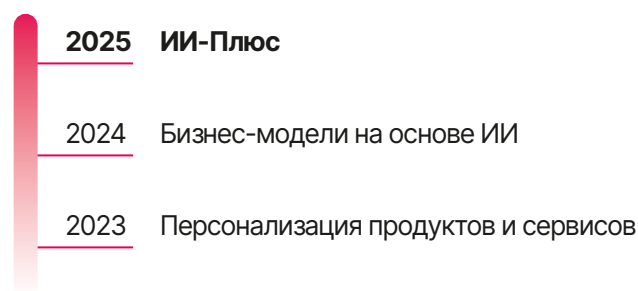 2025 ИИ-Плюс
2024 Бизнес-модели на основе ИИ
2023 Персонализация продуктов и сервисов